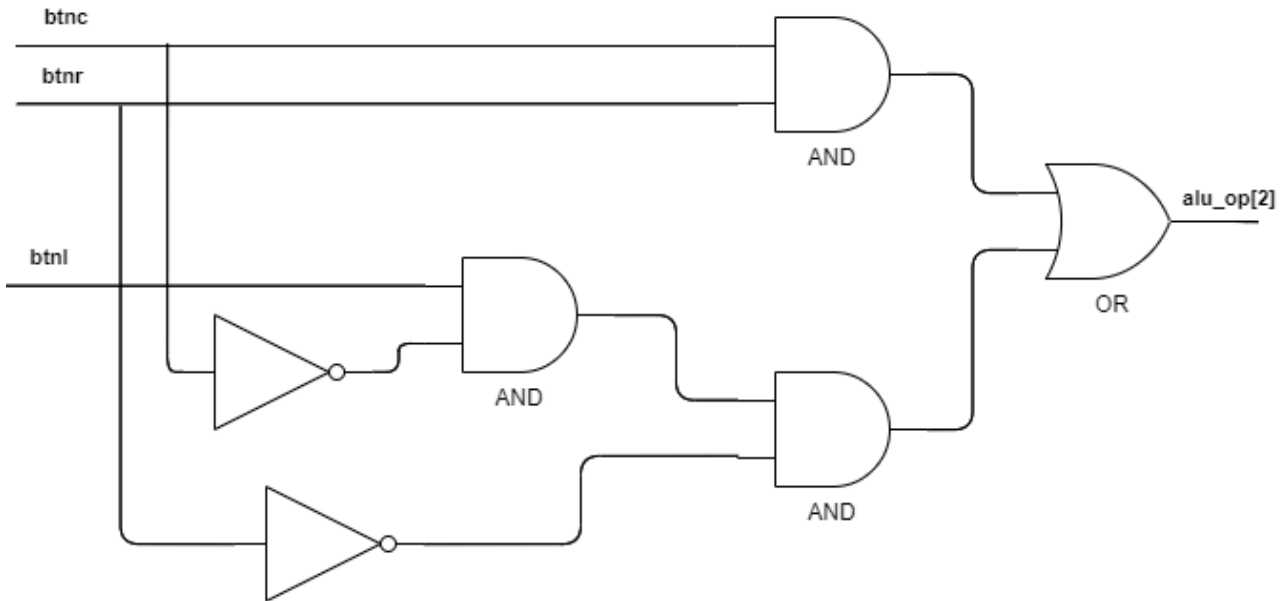 btnc
btnr
AND
alu_op[2]
btnl
OR
AND
AND